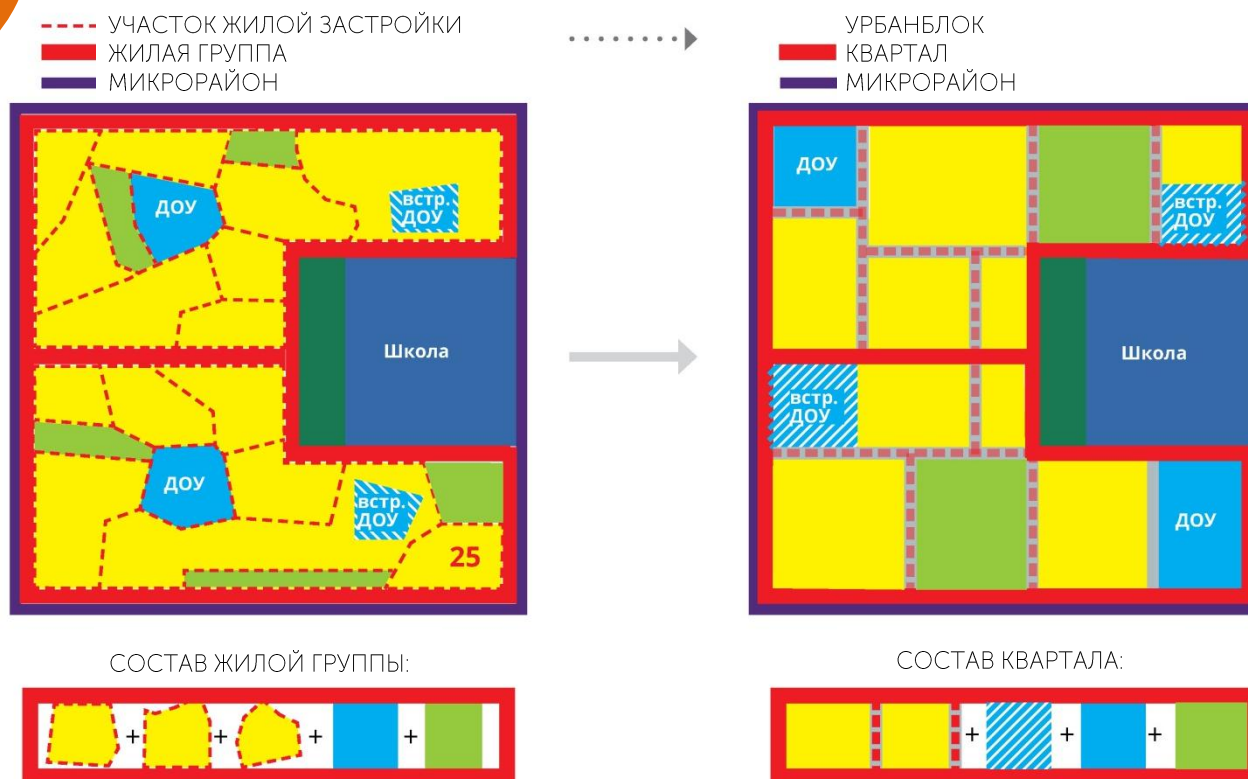 УЧАСТОК ЖИЛОЙ ЗАСТРОЙКИ
ЖИЛАЯ ГРУППА
МИКРОРАЙОН
УРБАНБЛОК
КВАРТАЛ
МИКРОРАЙОН
ДОУ
встр.
ДОУ
Школа
ДОУ
встр.
ДОУ
25
ДОУ
встр.
ДОУ
Школа
встр.
ДОУ
ДОУ
СОСТАВ ЖИЛОЙ ГРУППЫ:
+ + + +
СОСТАВ КВАРТАЛА:
+ + +